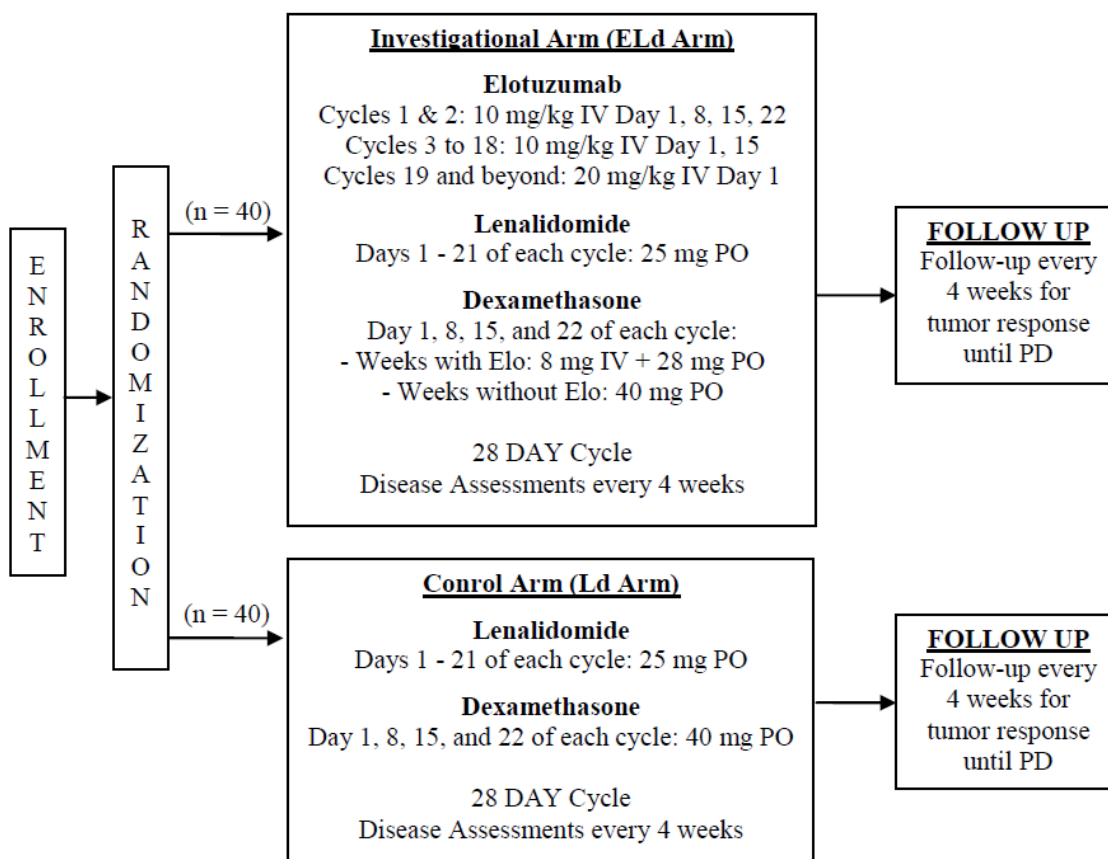 ENROLLMENT
RANDOMIZATION
(n = 40)
Investigational Arm (ELd Arm)
Elotuzumab
Cycles 1 & 2: 10 mg/kg IV Day 1, 8, 15, 22
Cycles 3 to 18: 10 mg/kg IV Day 1, 15
Cycles 19 and beyond: 20 mg/kg IV Day 1
Lenalidomide
Days 1 - 21 of each cycle: 25 mg PO
Dexamethasone
Day 1, 8, 15, and 22 of each cycle:
- Weeks with Elo: 8 mg IV + 28 mg PO
- Weeks without Elo: 40 mg PO
28 DAY Cycle
Disease Assessments every 4 weeks
FOLLOW UP
Follow-up every
4 weeks for
tumor response
until PD
(n = 40)
Conrol Arm (Ld Arm)
Lenalidomide
Days 1 - 21 of each cycle: 25 mg PO
Dexamethasone
Day 1, 8, 15, and 22 of each cycle: 40 mg PO
28 DAY Cycle
Disease Assessments every 4 weeks
FOLLOW UP
Follow-up every
4 weeks for
tumor response
until PD